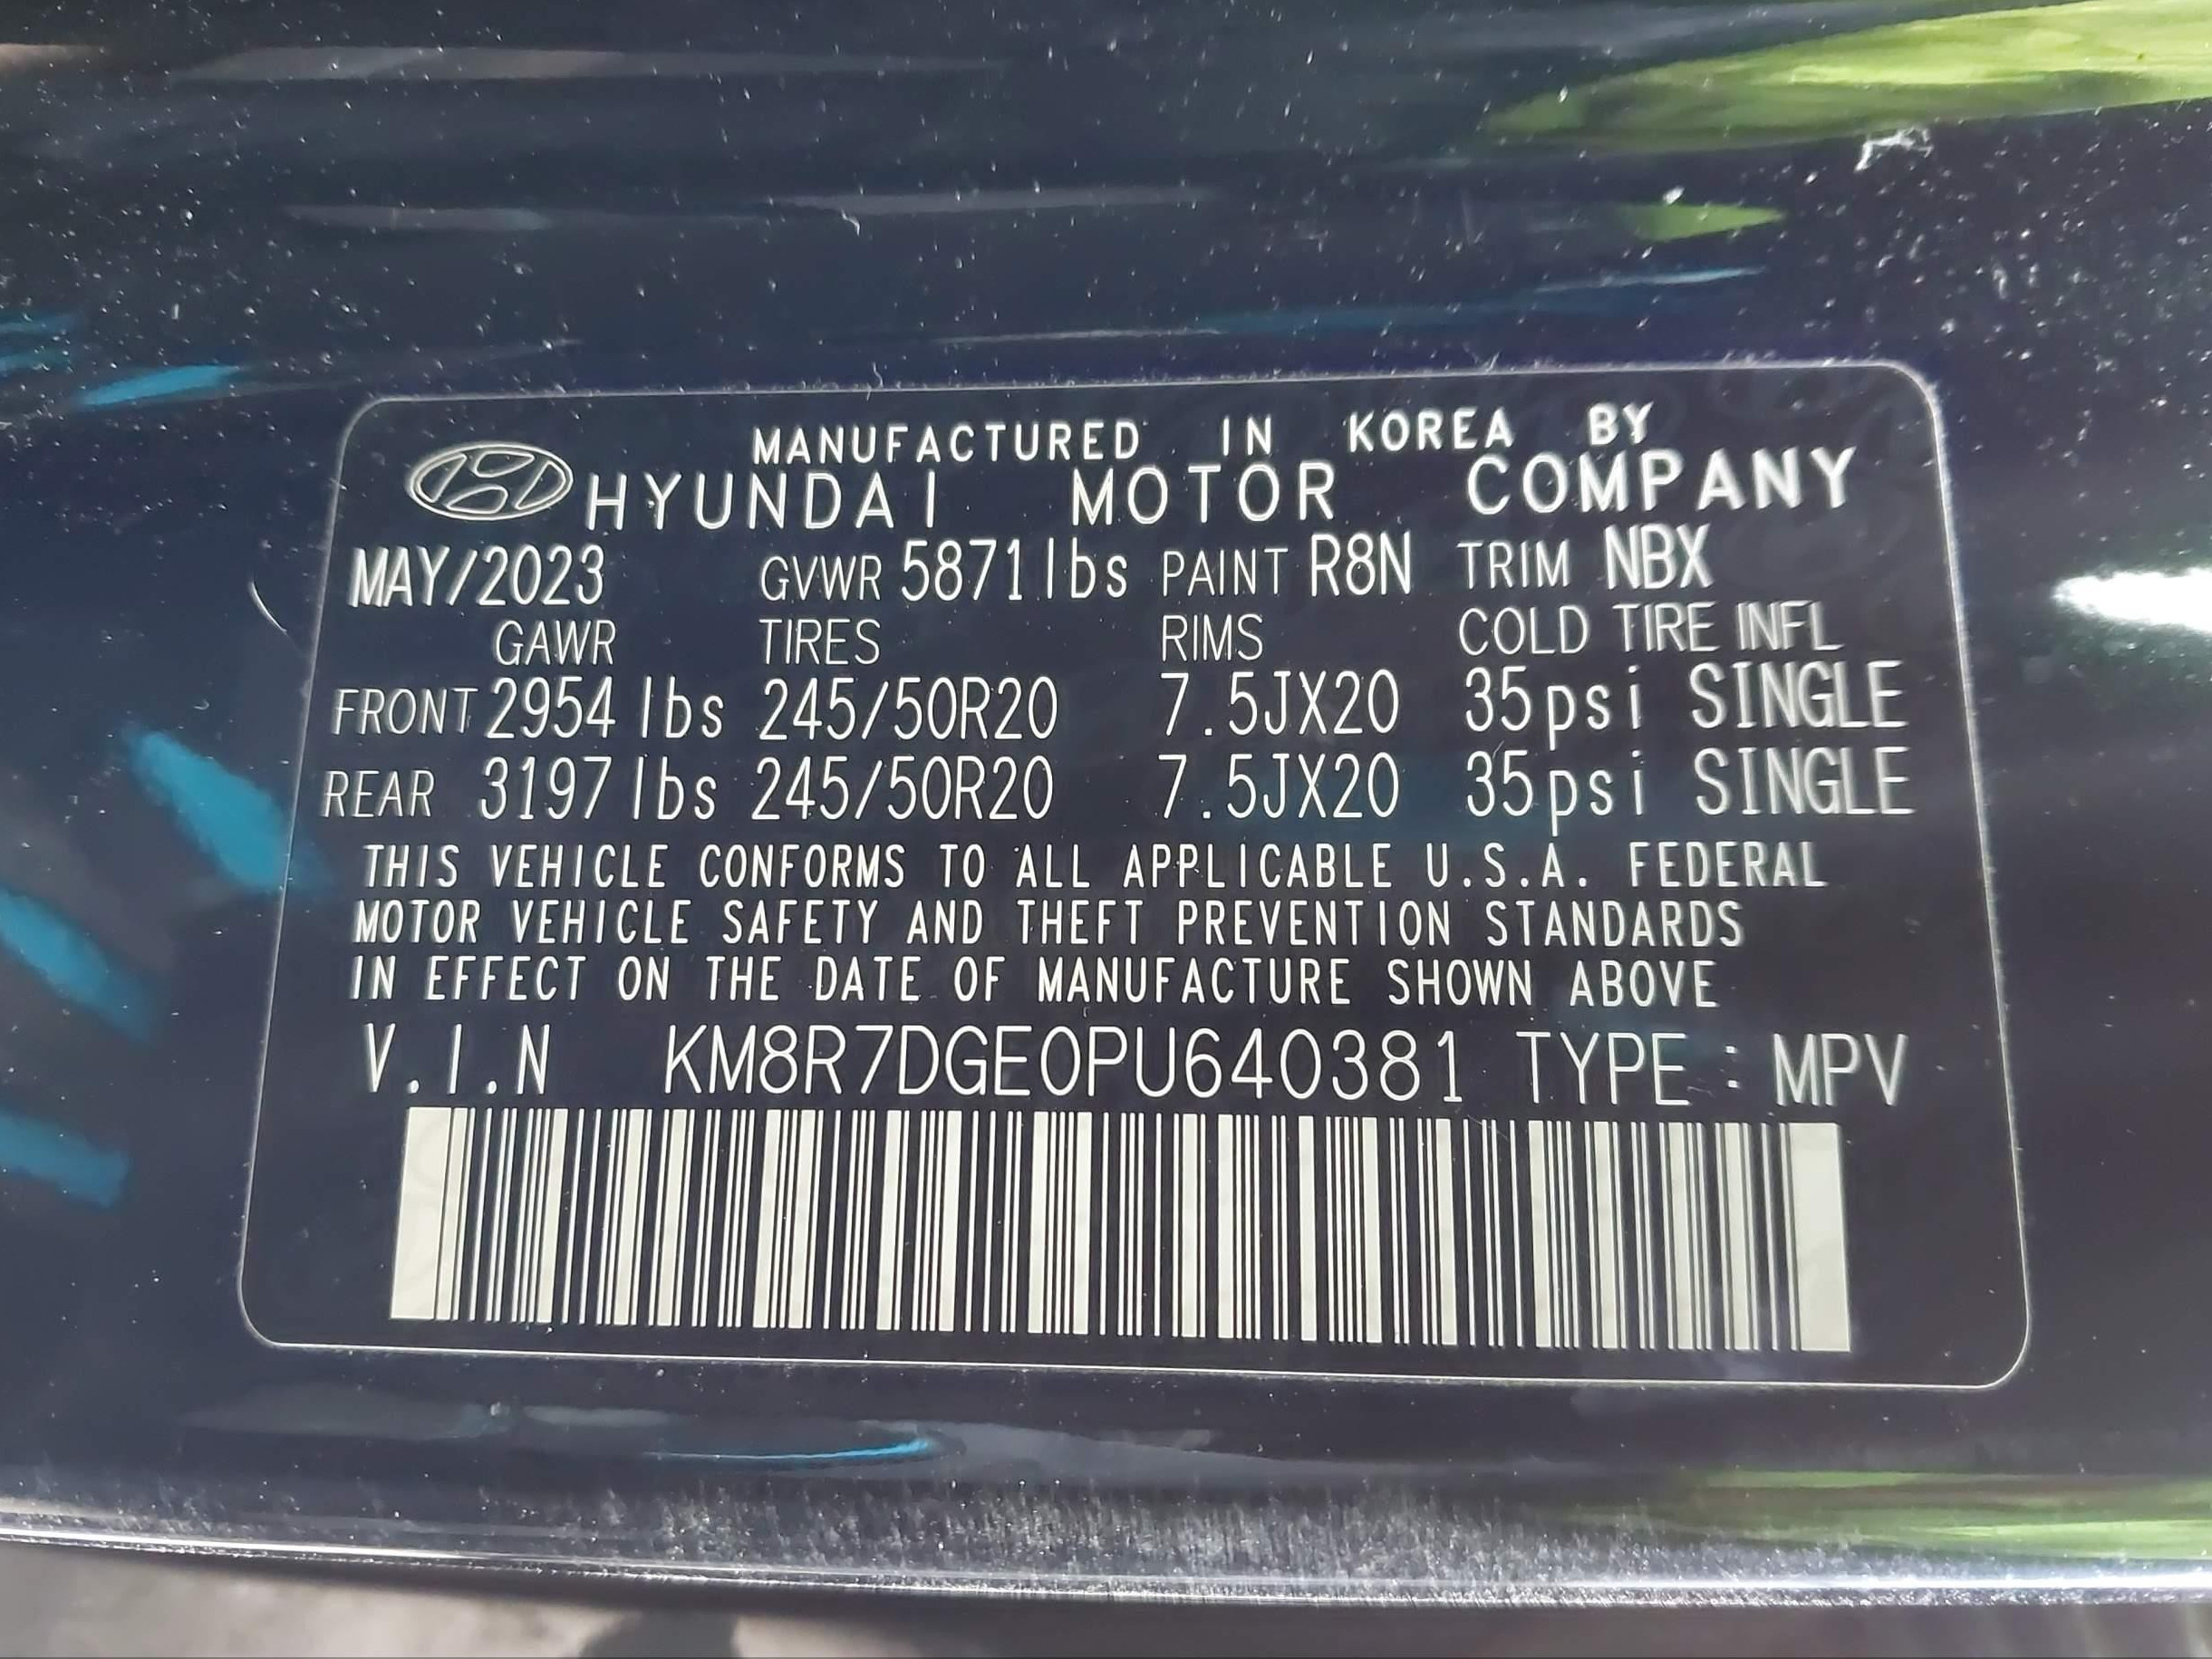 MANUFACTURED IN KOREA BY
HYUNDAI MOTOR COMPANY
MAY/2023 GVWR 5871 lbs PAINT R8N TRIM NBX
GAWR TIRES RIMS COLD TIRE INFL
FRONT 2954 lbs 245/50R20 7.5JX20 35psi SINGLE
REAR 3197 lbs 245/50R20 7.5JX20 35psi SINGLE
THIS VEHICLE CONFORMS TO ALL APPLICABLE U.S.A. FEDERAL
MOTOR VEHICLE SAFETY AND THEFT PREVENTION STANDARDS
IN EFFECT ON THE DATE OF MANUFACTURE SHOWN ABOVE
V.I.N KM8R7DGE0PU640381 TYPE : MPV